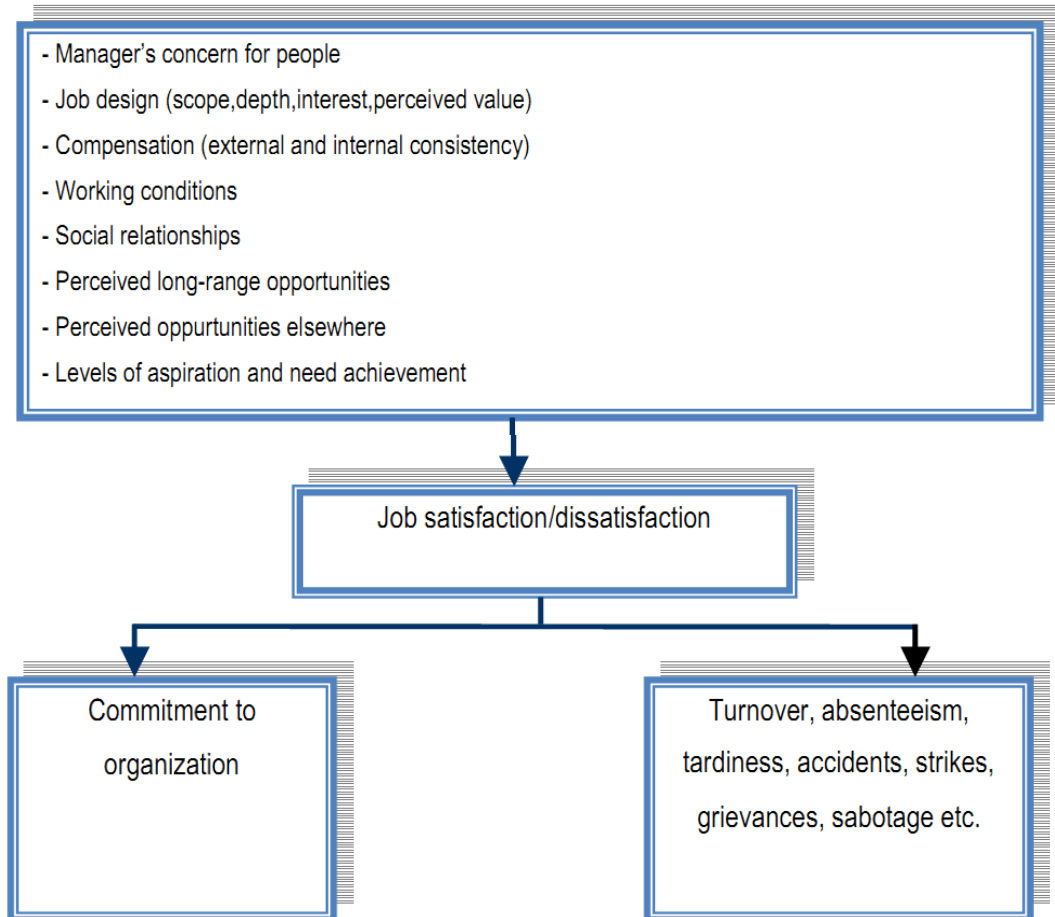 - Manager’s concern for people
- Job design (scope,depth,interest,perceived value)
- Compensation (external and internal consistency)
- Working conditions
- Social relationships
- Perceived long-range opportunities
- Perceived oppurtunities elsewhere
- Levels of aspiration and need achievement
Job satisfaction/dissatisfaction
Commitment to
organization
Turnover, absenteeism,
tardiness, accidents, strikes,
grievances, sabotage etc.